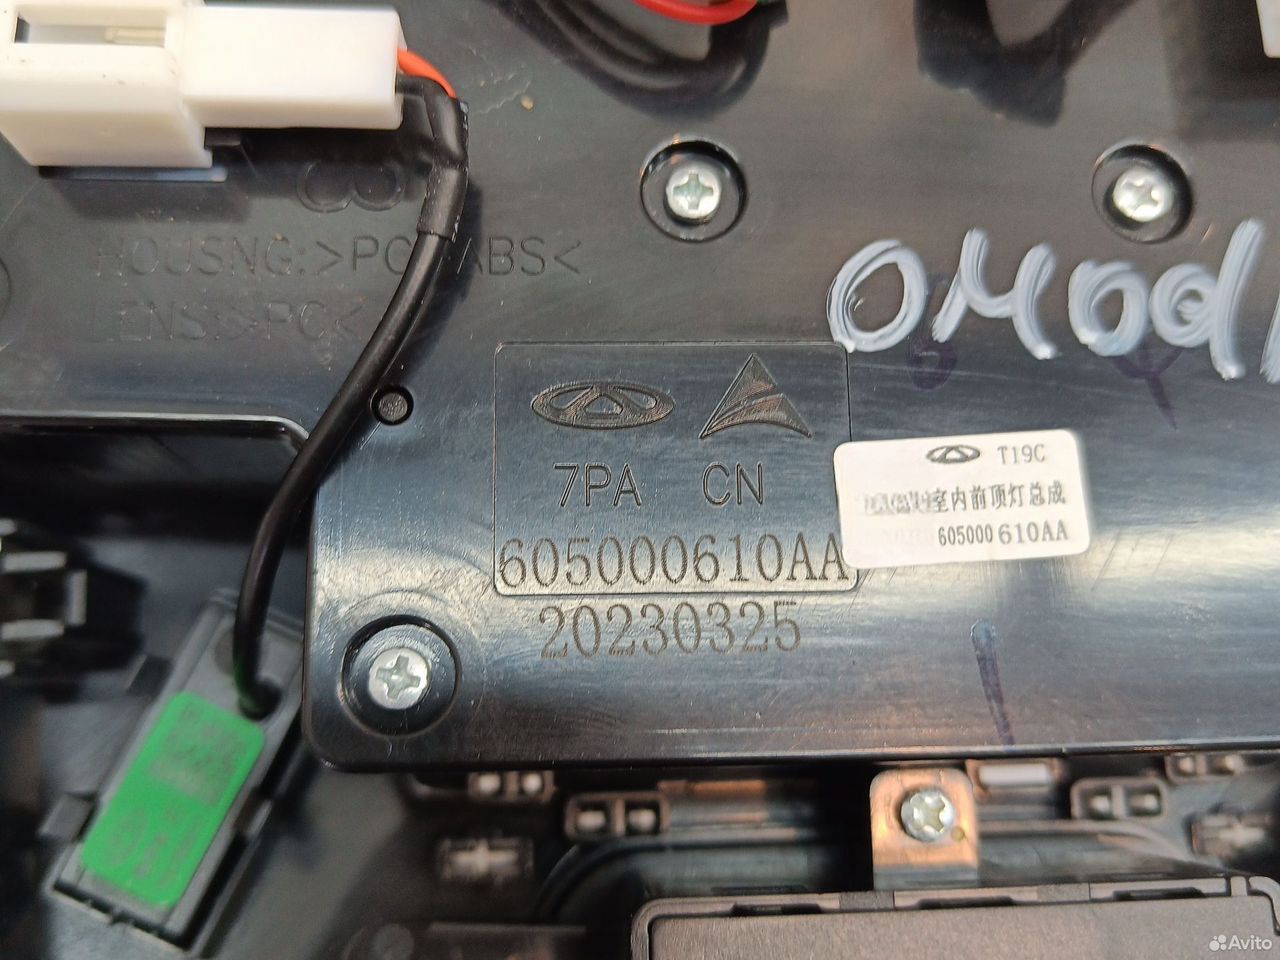 HOUSNG:>PC+ABS<
LENS:>PC<
OMOd
7PA CN
605000610AA
20230325
T19C
室内前顶灯总成
605000 610AA
Avito